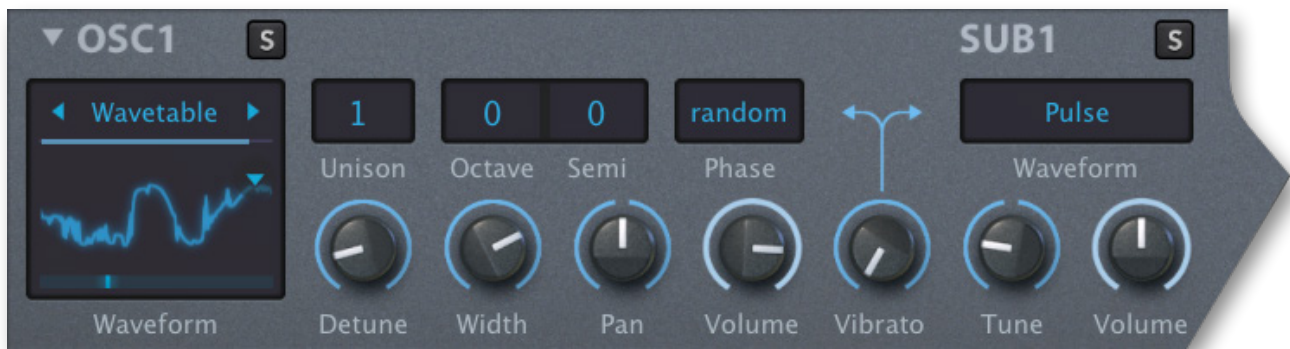 OSC1 S SUB1 S
Wavetable 1 0 0 random Pulse
Unison Octave Semi Phase Waveform
Waveform Detune Width Pan Volume Vibrato Tune Volume